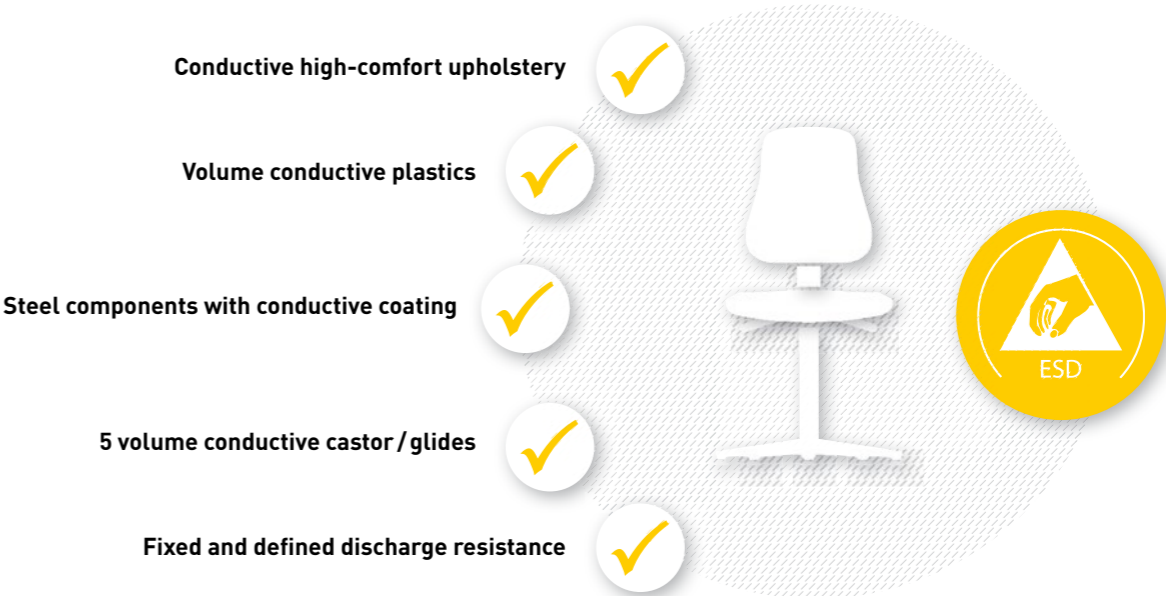 Conductive high-comfort upholstery
Volume conductive plastics
Steel components with conductive coating
ESD
5 volume conductive castor/glides
Fixed and defined discharge resistance